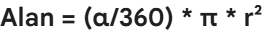 Alan = (α/360) * π * r²